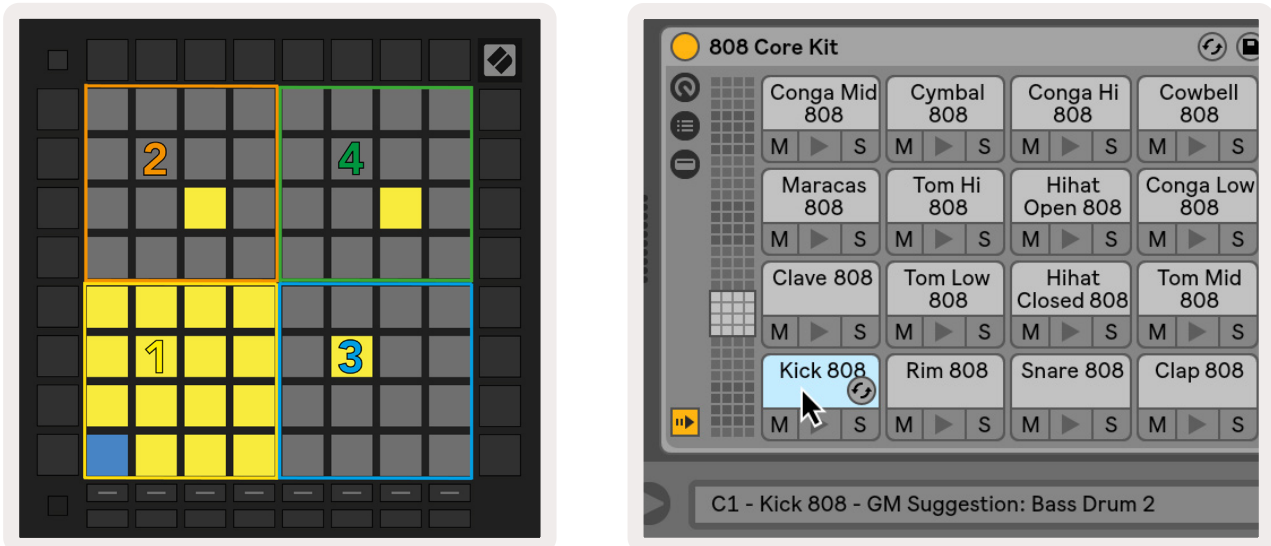 2
4
1
3
808 Core Kit
Conga Mid
808
Cymbal
808
Conga Hi
808
Cowbell
808
M S M S M S M S
Maracas
808
Tom Hi
808
Hihat
Open 808
Conga Low
808
M S M S M S M S
Clave 808
Tom Low
808
Hihat
Closed 808
Tom Mid
808
M S M S M S M S
Kick 808
Rim 808
Snare 808
Clap 808
M S M S M S M S
C1 - Kick 808 - GM Suggestion: Bass Drum 2